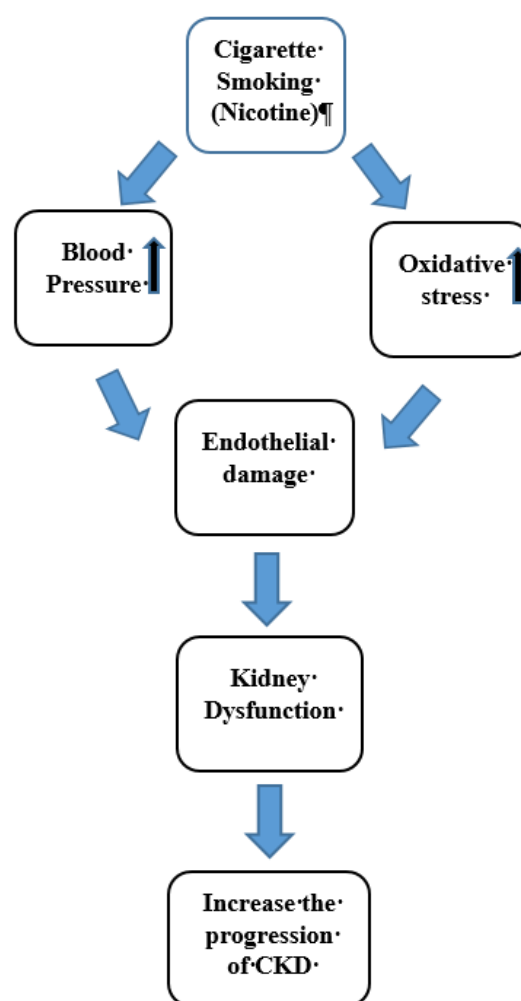 Cigarette·
Smoking·
(Nicotine)¶
Blood·
Pressure·
Oxidative·
stress·
Endothelial·
damage·
Kidney·
Dysfunction·
Increase·the·
progression·
of·CKD·